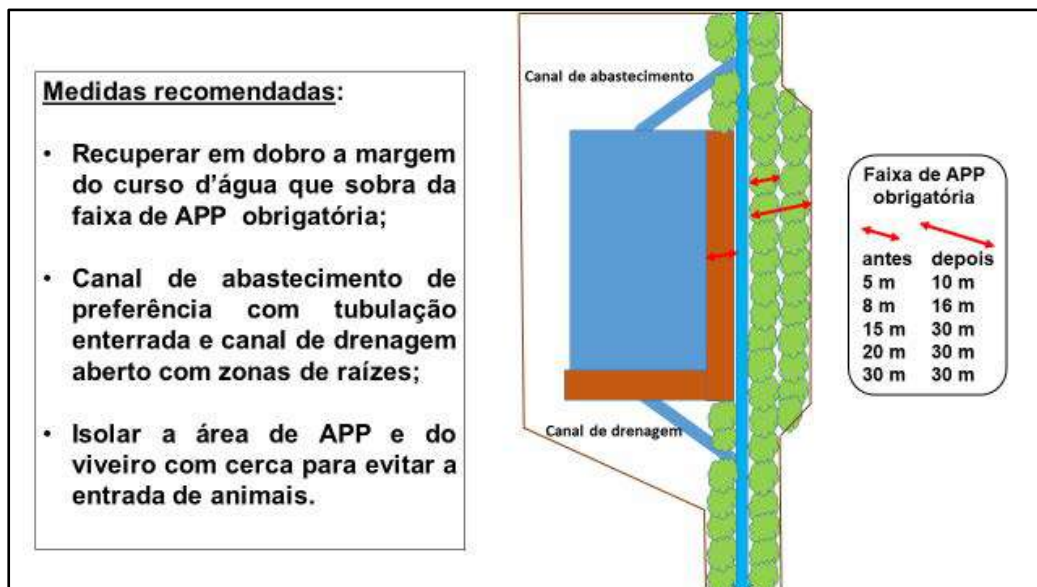 Medidas recomendadas:
• Recuperar em dobro a margem
do curso d'água que sobra da
faixa de APP obrigatória;
• Canal de abastecimento de
preferência com tubulação
enterrada e canal de drenagem
aberto com zonas de raízes;
• Isolar a área de APP e do
viveiro com cerca para evitar a
entrada de animais.
Canal de abastecimento
Canal de drenagem
Faixa de APP
obrigatória
antes depois
5 m 10 m
8 m 16 m
15 m 30 m
20 m 30 m
30 m 30 m